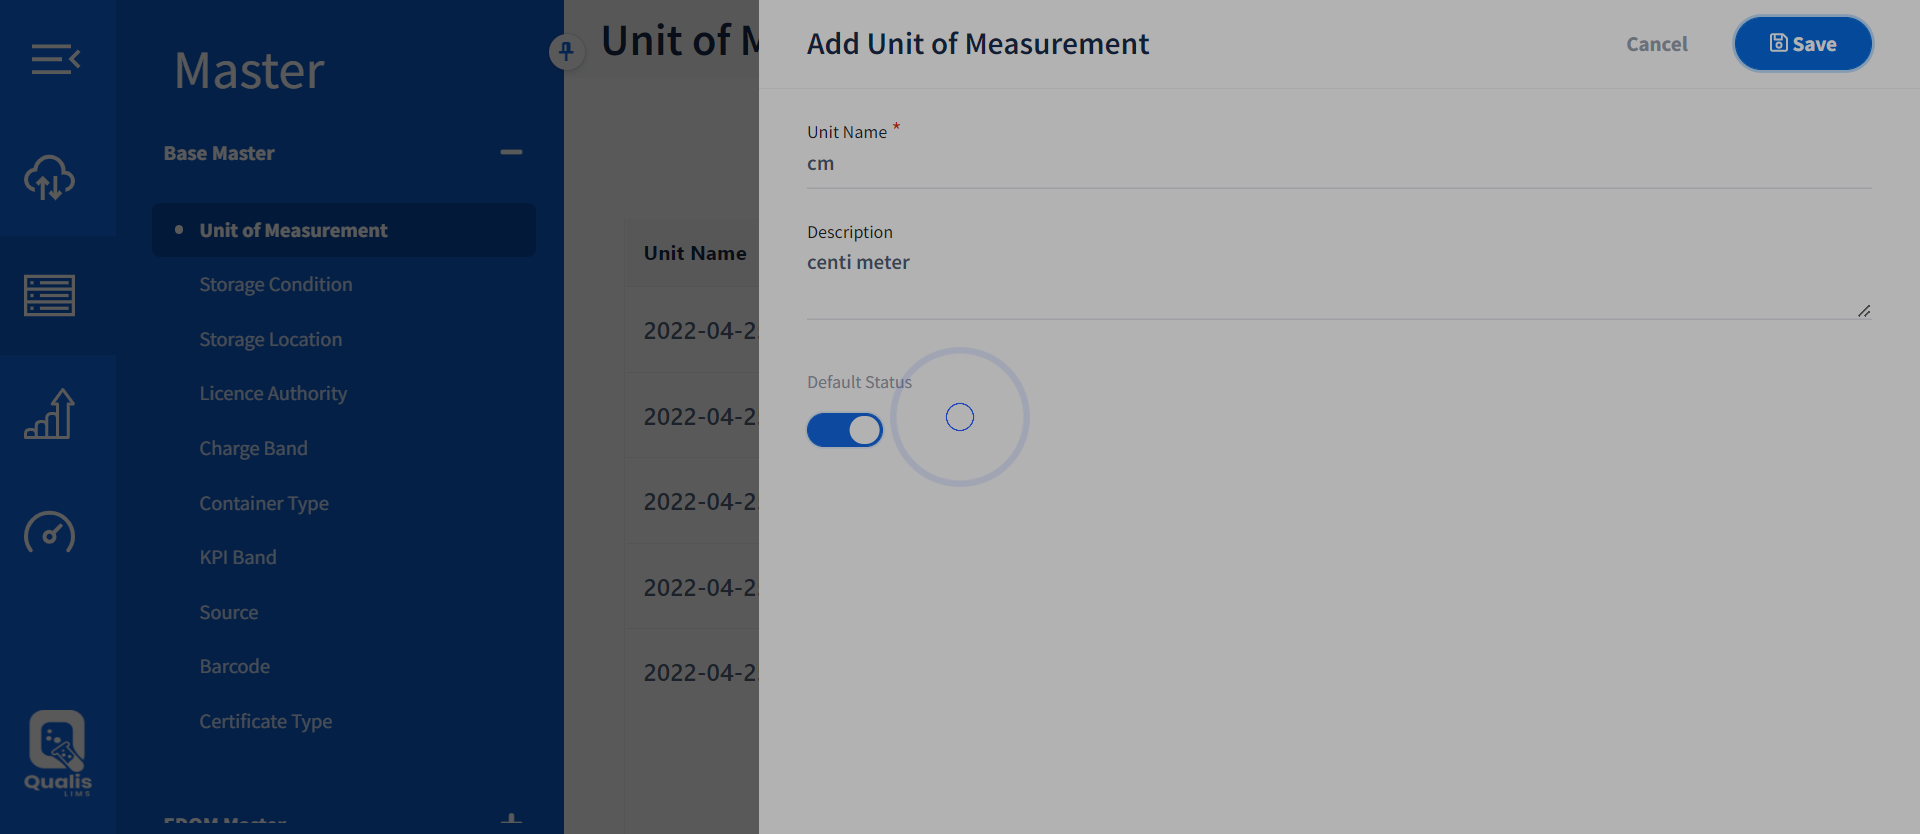 Master
Base Master
Unit of Measurement
Storage Condition
Storage Location
Licence Authority
Charge Band
Container Type
KPI Band
Source
Barcode
Certificate Type
Qualis
LIMS
Unit of M
Unit Name
2022-04-2
2022-04-2
2022-04-2
2022-04-2
2022-04-2
Add Unit of Measurement
Cancel
Save
Unit Name *
cm
Description
centi meter
Default Status